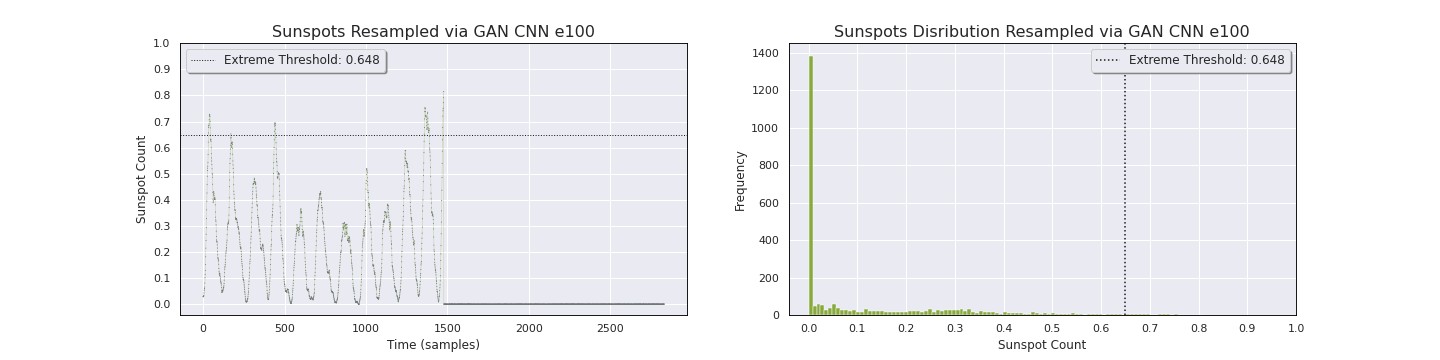 Sunspots Resampled via GAN CNN e100
1.0
0.9
0.8
0.7
0.6
0.5
0.4
0.3
0.2
0.1
0.0
Sunspot Count
Extreme Threshold: 0.648
0 500 1000 1500 2000 2500
Time (samples)
Sunspots Disribution Resampled via GAN CNN e100
1400
1200
1000
800
600
400
200
0
Frequency
Extreme Threshold: 0.648
0.0 0.1 0.2 0.3 0.4 0.5 0.6 0.7 0.8 0.9 1.0
Sunspot Count